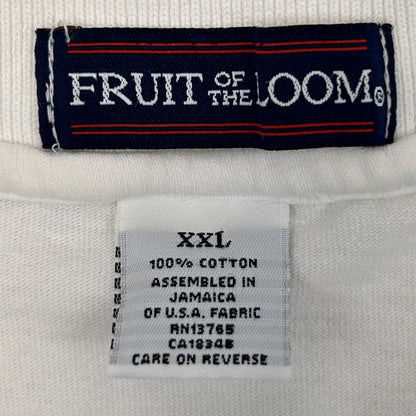 FRUIT OF THE LOOM®
XXL
100% COTTON
ASSEMBLED IN
JAMAICA
OF U.S.A. FABRIC
RN13765
CA18348
CARE ON REVERSE